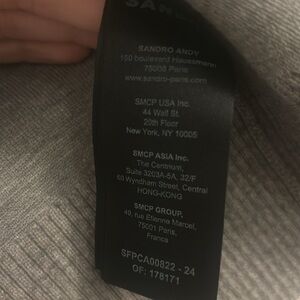 SANDRO ANDY
150 boulevard Haussmann
75008 Paris
www.sandro-paris.com
SMCP USA Inc.
44 Wall St.
20th Floor
New York, NY 10005
SMCP ASIA Inc.
The Centrium,
Suite 3203A-5A, 32/F
60 Wyndham Street, Central
HONG-KONG
SMCP GROUP,
49, rue Etienne Marcel,
75001 Paris,
France
SFPCA00822 - 24
OF: 178171